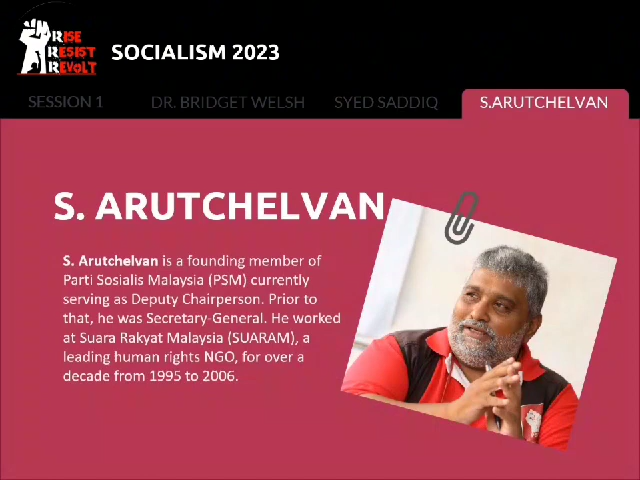 RISE
RESIST
REVOLT
SOCIALISM 2023
SESSION 1 DR. BRIDGET WELSH SYED SADDIQ S.ARUTCHELVAN
S. ARUTCHELVAN
S. Arutchelvan is a founding member of
Parti Sosialis Malaysia (PSM) currently
serving as Deputy Chairperson. Prior to
that, he was Secretary-General. He worked
at Suara Rakyat Malaysia (SUARAM), a
leading human rights NGO, for over a
decade from 1995 to 2006.